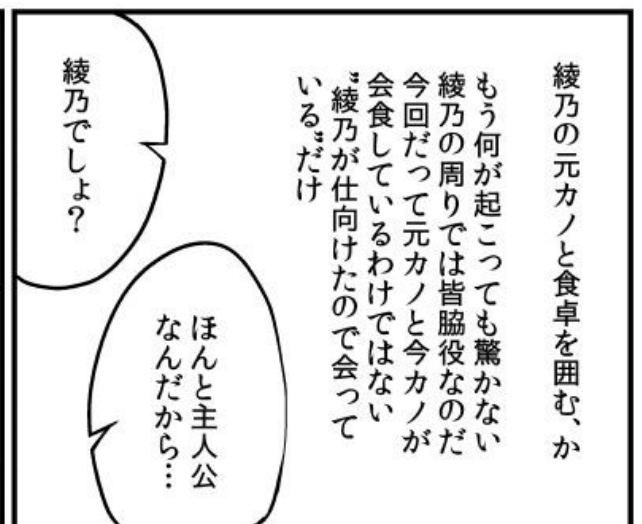 綾乃の元カノと食卓を囲む、か
もう何が起こっても驚かない
綾乃の周りでは皆脇役なのだ
今回だって元カノと今カノが
会食しているわけではない
"綾乃が仕向けたので会って
いる"だけ
ほんと主人公
なんだから…
綾乃でしょ?